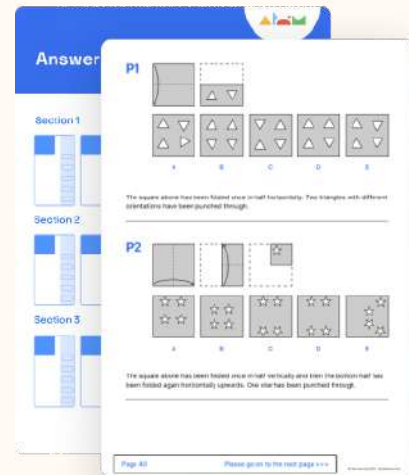 Answer
Section 1
Section 2
Section 3
P1
A B C D E
The square above has been folded once in half horizontally. Two triangles with different
orientations have been punched through.
P2
A B C D E
The square above has been folded in half vertically and then the bottom half has
been folded again horizontally upwards. One star has been punched through.
Page 40
Please go on to the next page >>>